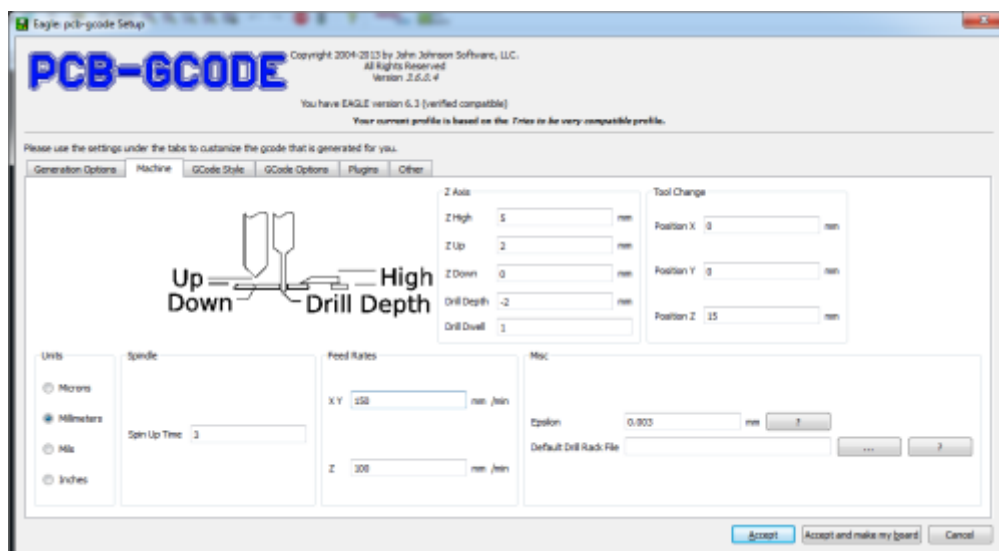 Eagle: pcb-gcode Setup
PCB-GCODE
Copyright 2004-2013 by John Johnson Software, LLC.
All Rights Reserved
Version 3.6.0.4
You have EAGLE version 6.3 (verified compatible)
Your current profile is based on the Tries to be very compatible profile.
Please use the settings under the tabs to customize the gcode that is generated for you.
Generation Options Machine GCode Style GCode Options Plugins Other
Up
Down
High
Drill Depth
Z Axis
Z High 5 mm
Z Up 2 mm
Z Down 0 mm
Drill Depth -2 mm
Drill Dwell 1
Tool Change
Position X 0 mm
Position Y 0 mm
Position Z 15 mm
Units
Microns
Millimeters
Mils
Inches
Spindle
Spin Up Time 3
Feed Rates
X Y 150 mm /min
Z 100 mm /min
Misc
Epsilon 0.003 mm ?
Default Drill Rack File ... ?
Accept Accept and make my board Cancel